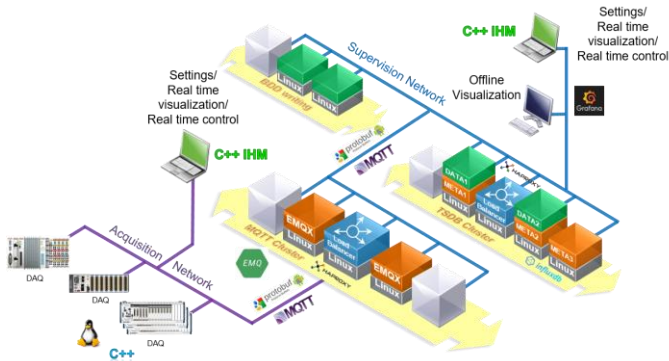 C++ IHM
Settings/
Real time
visualization/
Real time control
Supervision Network
Settings/
Real time
visualization/
Real time control
C++ IHM
BDD writing
Linux
Linux
Offline
Visualization
Grafana
protobuf
MQTT
HAPROXY
DATA1
META1
Linux
Load
Balancer
Linux
DATA2
META2
Linux
META3
Linux
TSDB Cluster
influxdb
MQTT Cluster
EMQX
Linux
Load
Balancer
Linux
EMQX
Linux
HAPROXY
EMQ
protobuf
MQTT
Acquisition
Network
DAQ
DAQ
DAQ
C++